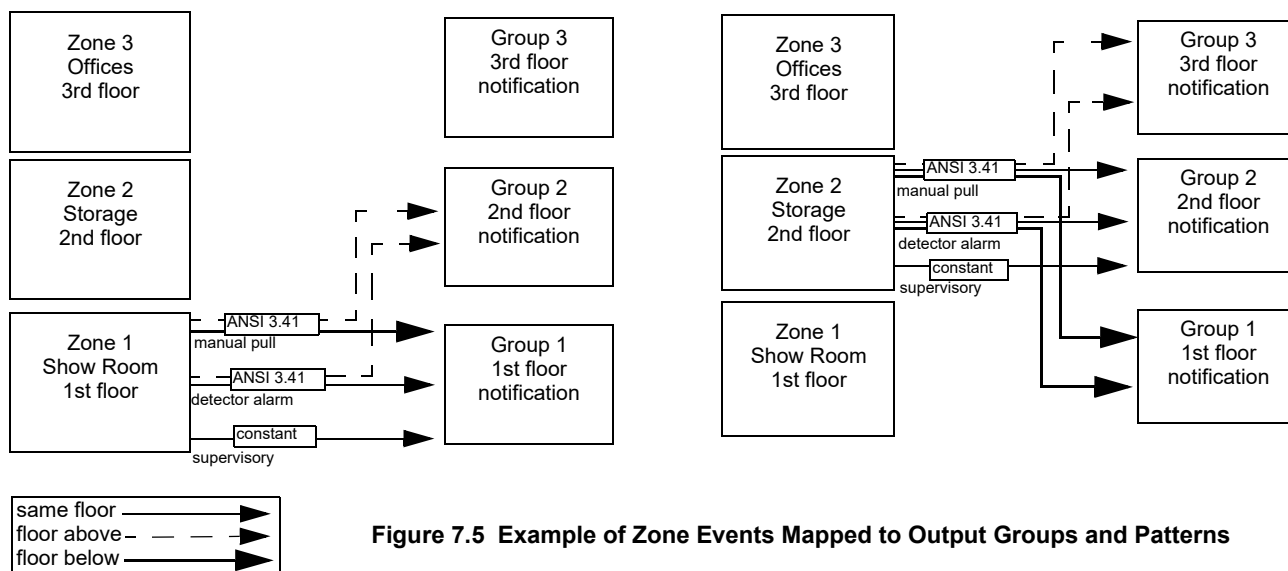 Zone 3
Offices
3rd floor
Group 3
3rd floor
notification
Zone 2
Storage
2nd floor
Group 2
2nd floor
notification
Zone 1
Show Room
1st floor
ANSI 3.41
manual pull
ANSI 3.41
detector alarm
constant
supervisory
Group 1
1st floor
notification
Zone 3
Offices
3rd floor
Group 3
3rd floor
notification
Zone 2
Storage
2nd floor
ANSI 3.41
manual pull
ANSI 3.41
detector alarm
constant
supervisory
Group 2
2nd floor
notification
Zone 1
Show Room
1st floor
Group 1
1st floor
notification
same floor
floor above
floor below
Figure 7.5 Example of Zone Events Mapped to Output Groups and Patterns